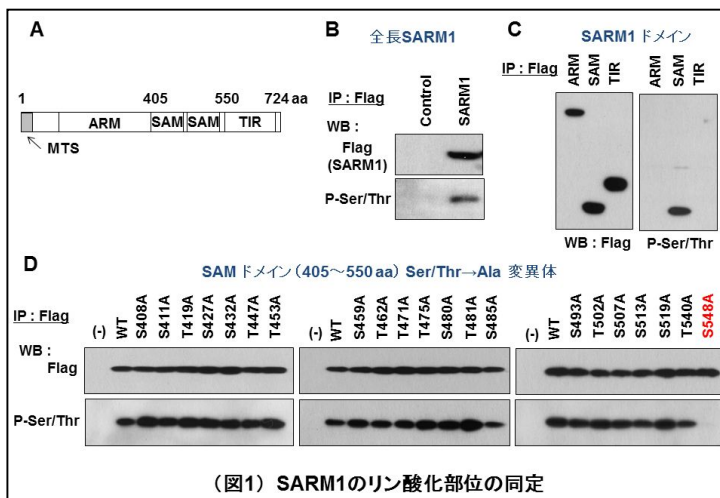 A
1 405 550 724 aa
ARM SAM SAM TIR
MTS
B
全長SARM1
IP : Flag
Control
SARM1
WB :
Flag
(SARM1)
P-Ser/Thr
C
SARM1 ドメイン
IP : Flag
ARM SAM TIR ARM SAM TIR
WB : Flag P-Ser/Thr
D
SAM ドメイン (405～550 aa) Ser/Thr→Ala 変異体
IP : Flag
(-) WT S408A S411A T419A S427A S432A T447A T453A
(-) WT S459A T462A T471A T475A S480A T481A S485A
(-) WT S493A T502A S507A S513A S519A T540A S548A
WB :
Flag
P-Ser/Thr
(図1) SARM1のリン酸化部位の同定